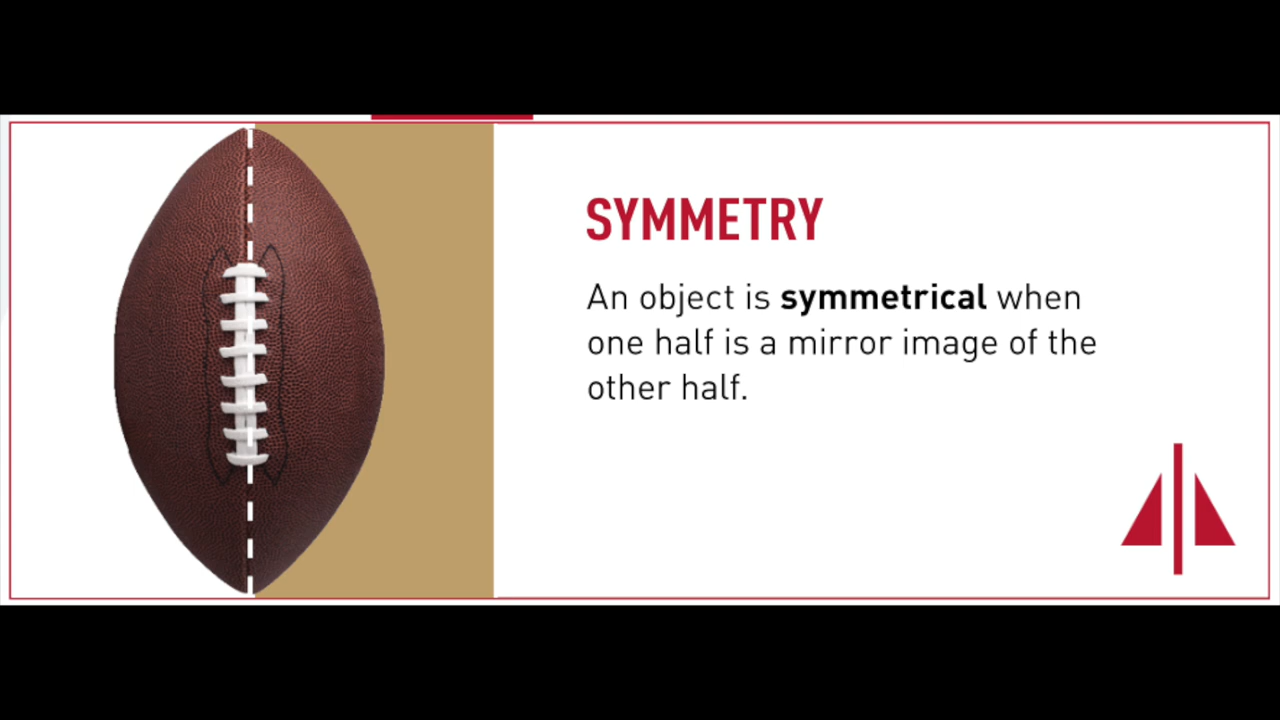 SYMMETRY
An object is symmetrical when
one half is a mirror image of the
other half.